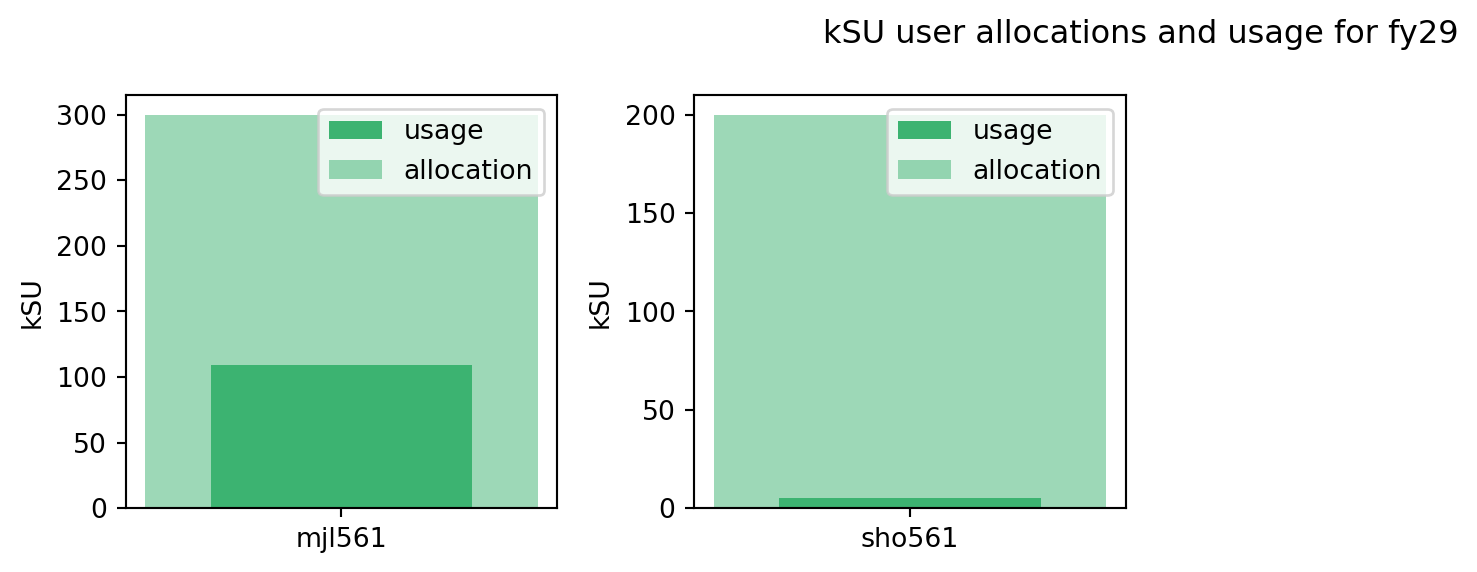 kSU user allocations and usage for fy29
300
250
200
150
100
50
0
kSU
usage
allocation
mjl561
200
150
100
50
0
kSU
usage
allocation
sho561